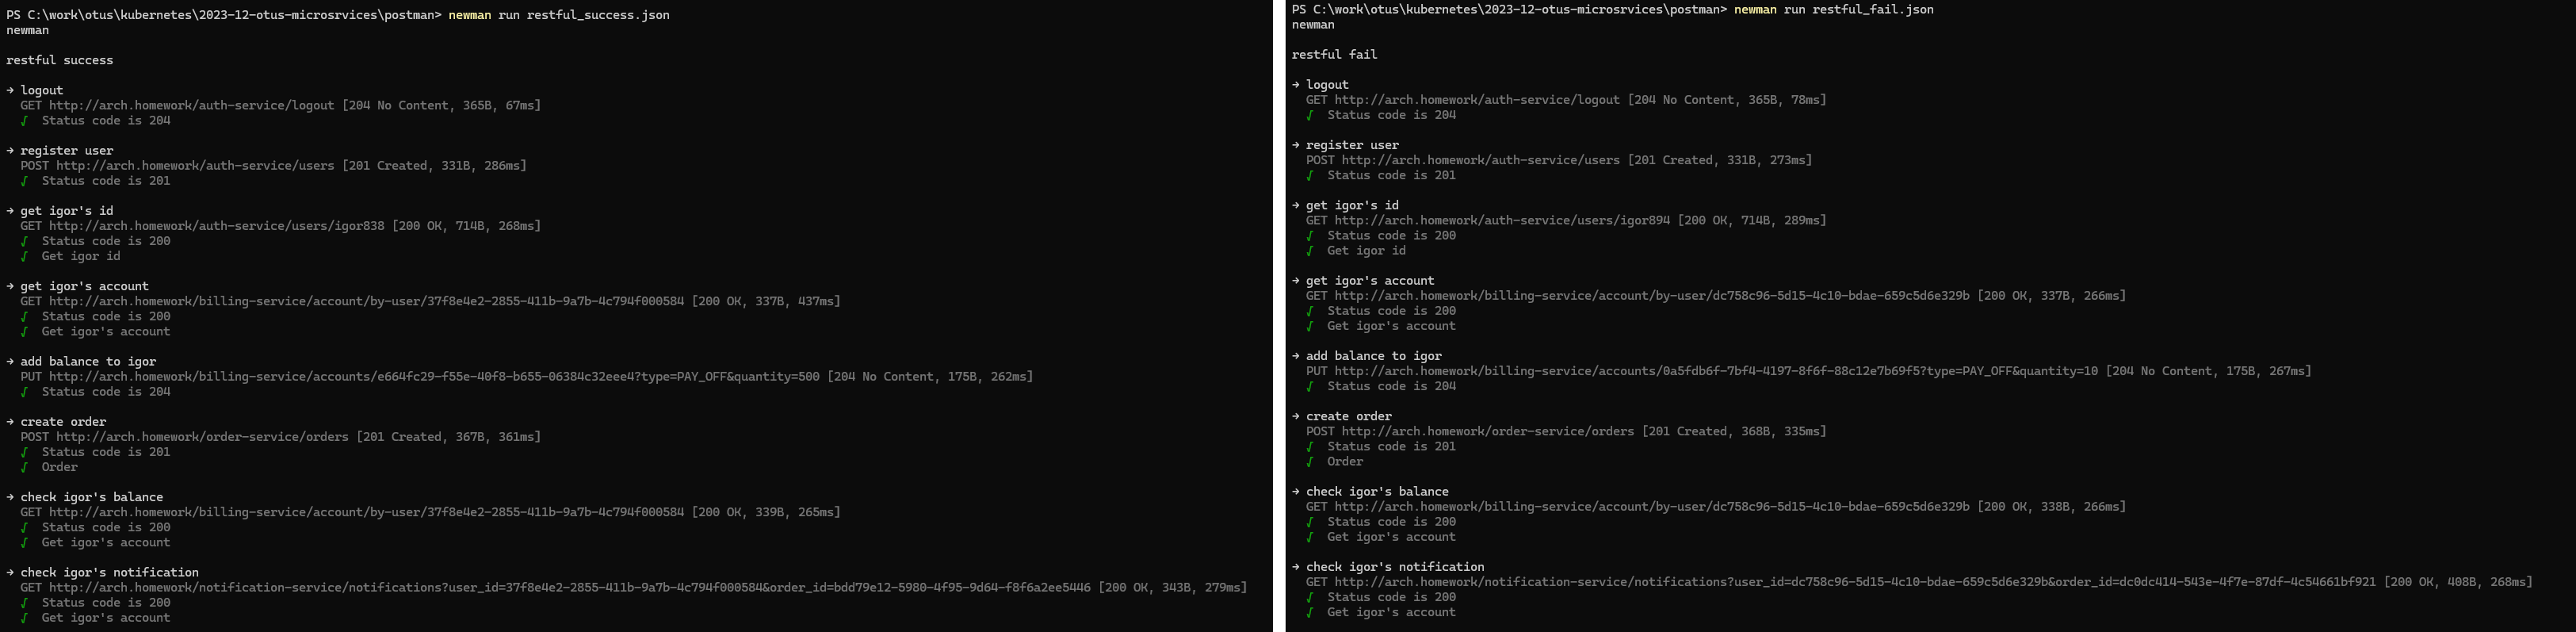 PS C:\work\otus\kubernetes\2023-12-otus-microsrvices\postman> newman run restful_success.json
newman
restful success
→ logout
GET http://arch.homework/auth-service/logout [204 No Content, 365B, 67ms]
√ Status code is 204
→ register user
POST http://arch.homework/auth-service/users [201 Created, 331B, 286ms]
√ Status code is 201
→ get igor's id
GET http://arch.homework/auth-service/users/igor838 [200 OK, 714B, 268ms]
√ Status code is 200
√ Get igor id
→ get igor's account
GET http://arch.homework/billing-service/account/by-user/37f8e4e2-2855-411b-9a7b-4c794f000584 [200 OK, 337B, 437ms]
√ Status code is 200
√ Get igor's account
→ add balance to igor
PUT http://arch.homework/billing-service/accounts/e664fc29-f55e-40f8-b655-06384c32eee4?type=PAY_OFF&quantity=500 [204 No Content, 175B, 262ms]
√ Status code is 204
→ create order
POST http://arch.homework/order-service/orders [201 Created, 367B, 361ms]
√ Status code is 201
√ Order
→ check igor's balance
GET http://arch.homework/billing-service/account/by-user/37f8e4e2-2855-411b-9a7b-4c794f000584 [200 OK, 339B, 265ms]
√ Status code is 200
√ Get igor's account
→ check igor's notification
GET http://arch.homework/notification-service/notifications?user_id=37f8e4e2-2855-411b-9a7b-4c794f000584&order_id=bdd79e12-5980-4f95-9d64-f8f6a2ee5446 [200 OK, 343B, 279ms]
√ Status code is 200
√ Get igor's account
PS C:\work\otus\kubernetes\2023-12-otus-microsrvices\postman> newman run restful_fail.json
newman
restful fail
→ logout
GET http://arch.homework/auth-service/logout [204 No Content, 365B, 78ms]
√ Status code is 204
→ register user
POST http://arch.homework/auth-service/users [201 Created, 331B, 273ms]
√ Status code is 201
→ get igor's id
GET http://arch.homework/auth-service/users/igor894 [200 OK, 714B, 289ms]
√ Status code is 200
√ Get igor id
→ get igor's account
GET http://arch.homework/billing-service/account/by-user/dc758c96-5d15-4c10-bdae-659c5d6e329b [200 OK, 337B, 266ms]
√ Status code is 200
√ Get igor's account
→ add balance to igor
PUT http://arch.homework/billing-service/accounts/0a5fdb6f-7bf4-4197-8f6f-88c12e7b69f5?type=PAY_OFF&quantity=10 [204 No Content, 175B, 267ms]
√ Status code is 204
→ create order
POST http://arch.homework/order-service/orders [201 Created, 368B, 335ms]
√ Status code is 201
√ Order
→ check igor's balance
GET http://arch.homework/billing-service/account/by-user/dc758c96-5d15-4c10-bdae-659c5d6e329b [200 OK, 338B, 266ms]
√ Status code is 200
√ Get igor's account
→ check igor's notification
GET http://arch.homework/notification-service/notifications?user_id=dc758c96-5d15-4c10-bdae-659c5d6e329b&order_id=dc0dc414-543e-4f7e-87df-4c54661bf921 [200 OK, 408B, 268ms]
√ Status code is 200
√ Get igor's account